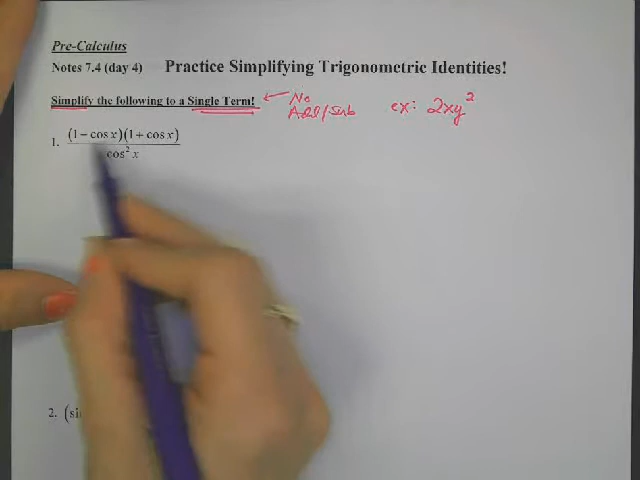 Pre-Calculus
Notes 7.4 (day 4) Practice Simplifying Trigonometric Identities!
Simplify the following to a Single Term! ← No Add/Sub ex: 2xy²
1. (1 − cos x)(1 + cos x)
cos² x
2. (si